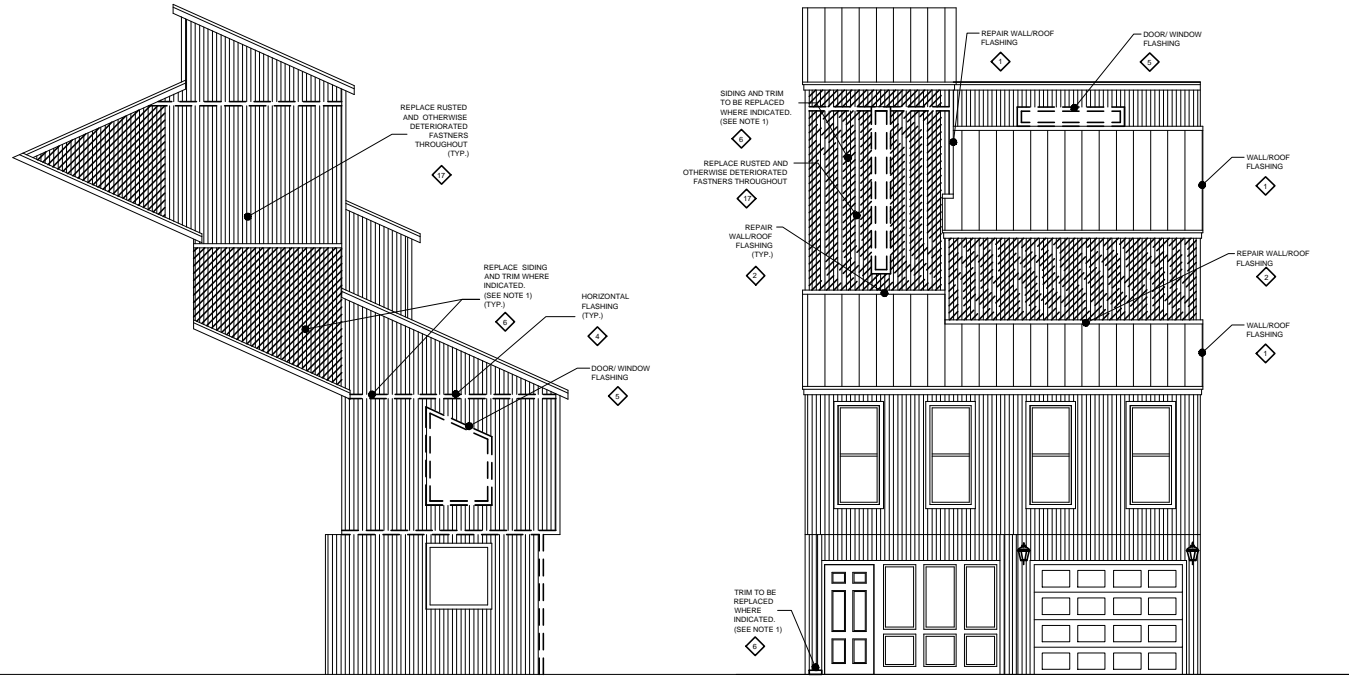 REPLACE RUSTED
AND OTHERWISE
DETERIORATED
FASTNERS
THROUGHOUT
(TYP.)
17
REPLACE SIDING
AND TRIM WHERE
INDICATED.
(SEE NOTE 1)
(TYP.)
6
HORIZONTAL
FLASHING
(TYP.)
4
DOOR/ WINDOW
FLASHING
5
REPAIR WALL/ROOF
FLASHING
1
DOOR/ WINDOW
FLASHING
5
SIDING AND TRIM
TO BE REPLACED
WHERE INDICATED.
(SEE NOTE 1)
6
REPLACE RUSTED AND
OTHERWISE DETERIORATED
FASTNERS THROUGHOUT
17
REPAIR
WALL/ROOF
FLASHING
(TYP.)
2
WALL/ROOF
FLASHING
1
REPAIR WALL/ROOF
FLASHING
2
WALL/ROOF
FLASHING
1
TRIM TO BE
REPLACED
WHERE
INDICATED.
(SEE NOTE 1)
6